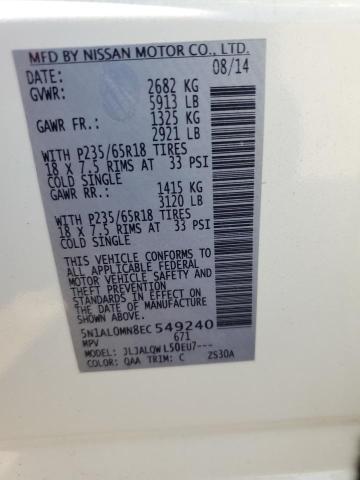 MFD BY NISSAN MOTOR CO., LTD.
DATE: 08/14
GVWR: 2682 KG
5913 LB
GAWR FR.: 1325 KG
2921 LB
WITH P235/65R18 TIRES
18 X 7.5 RIMS AT 33 PSI
COLD SINGLE
GAWR RR.: 1415 KG
3120 LB
WITH P235/65R18 TIRES
18 X 7.5 RIMS AT 33 PSI
COLD SINGLE
THIS VEHICLE CONFORMS TO
ALL APPLICABLE FEDERAL
MOTOR VEHICLE SAFETY AND
THEFT PREVENTION
STANDARDS IN EFFECT ON
THE DATE OF MANUFACTURE
SHOWN ABOVE.
5N1AL0MN8EC549240
MPV 671
MODEL: JLJALQWL50EU7---
COLOR: QAA TRIM: C ZS30A